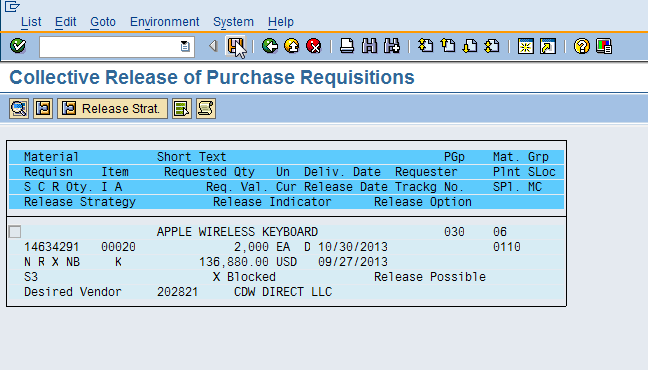 List Edit Goto Environment System Help
Collective Release of Purchase Requisitions
Release Strat.
Material Short Text PGp Mat. Grp
Requisn Item Requested Qty Un Deliv. Date Requester Plnt SLoc
S C R Oty. I A Req. Val. Cur Release Date Trackg No. SPl. MC
Release Strategy Release Indicator Release Option
APPLE WIRELESS KEYBOARD 030 06
14634291 00020 2,000 EA D 10/30/2013 0110
N R X NB K 136,880.00 USD 09/27/2013
S3 X Blocked Release Possible
Desired Vendor 202821 CDW DIRECT LLC